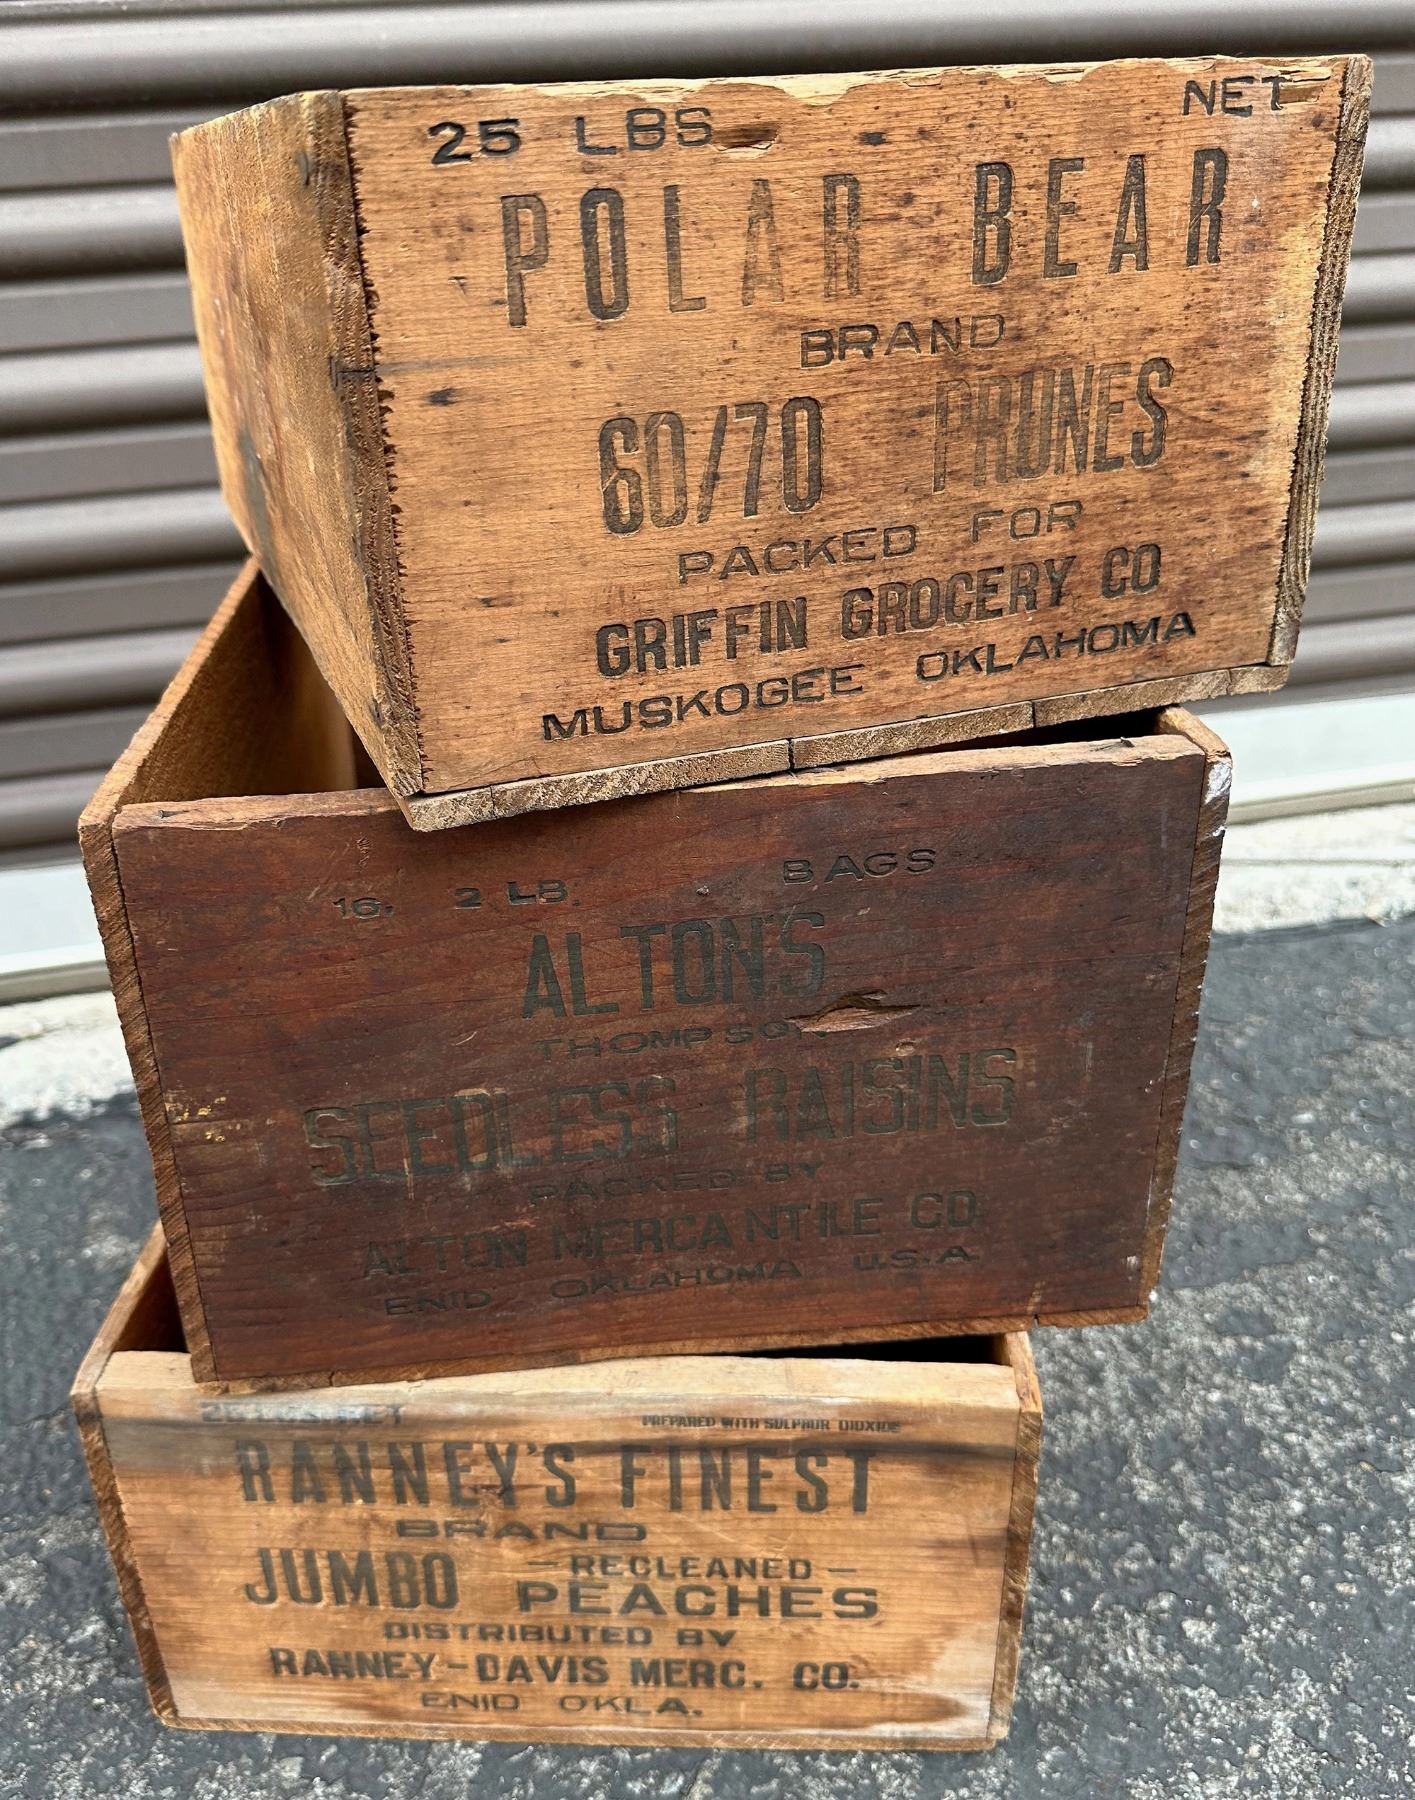 25 LBS NET
POLAR BEAR
BRAND
60/70 PRUNES
PACKED FOR
GRIFFIN GROCERY CO
MUSKOGEE OKLAHOMA
16. 2 LB. BAGS
ALTON'S
THOMPSON
SEEDLESS RAISINS
PACKED BY
ALTON MERCANTILE CO.
ENID OKLAHOMA U.S.A.
LBS. NET PREPARED WITH SULPHUR DIOXIDE
RANNEY'S FINEST
BRAND
JUMBO –RECLEANED–
PEACHES
DISTRIBUTED BY
RANNEY-DAVIS MERC. CO.
ENID OKLA.